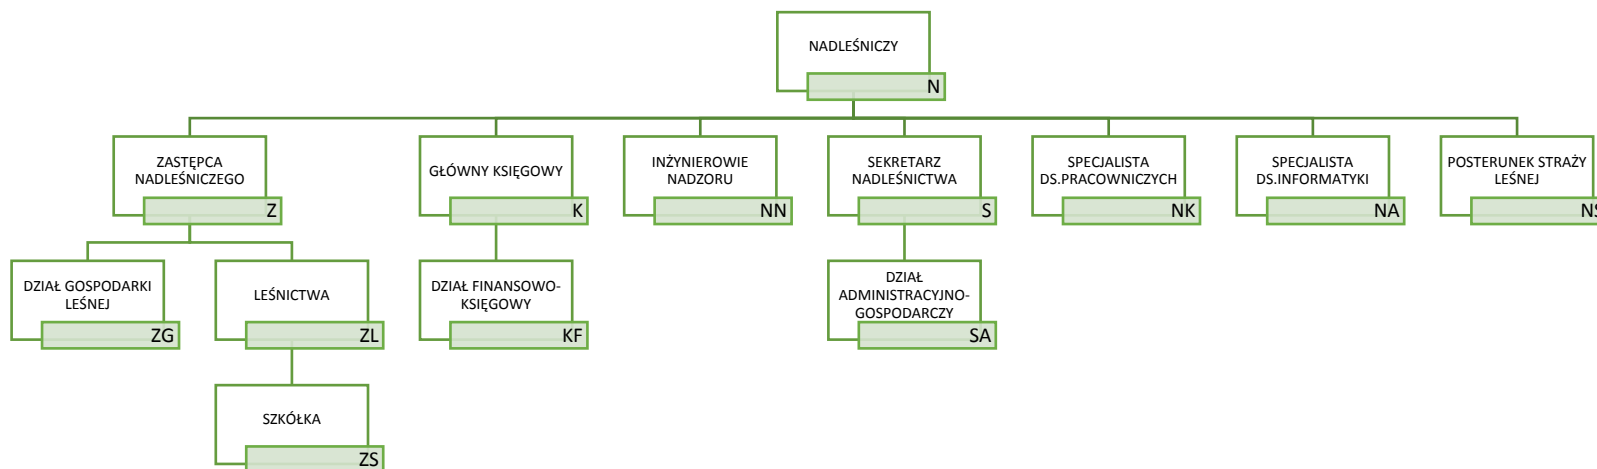 NADLEŚNICZY
N
ZASTĘPCA
NADLEŚNICZEGO
Z
GŁÓWNY KSIĘGOWY
K
INŻYNIEROWIE
NADZORU
NN
SEKRETARZ
NADLEŚNICTWA
S
SPECJALISTA
DS.PRACOWNICZYCH
NK
SPECJALISTA
DS.INFORMATYKI
NA
POSTERUNEK STRAŻY
LEŚNEJ
NS
DZIAŁ GOSPODARKI
LEŚNEJ
ZG
LEŚNICTWA
ZL
DZIAŁ FINANSOWO-
KSIĘGOWY
KF
DZIAŁ
ADMINISTRACYJNO-
GOSPODARCZY
SA
SZKÓŁKA
ZS